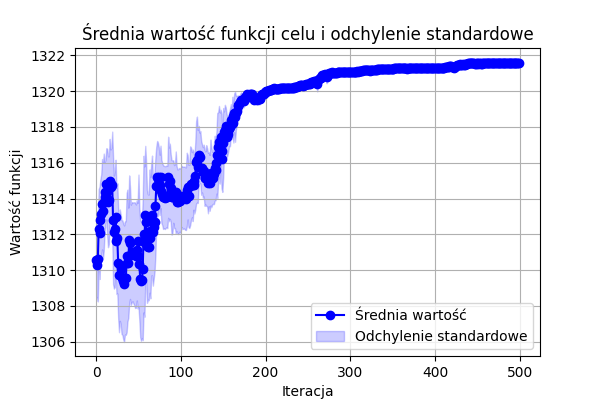 Średnia wartość funkcji celu i odchylenie standardowe
1322
1320
1318
1316
1314
1312
1310
1308
1306
Wartość funkcji
Średnia wartość
Odchylenie standardowe
0 100 200 300 400 500
Iteracja